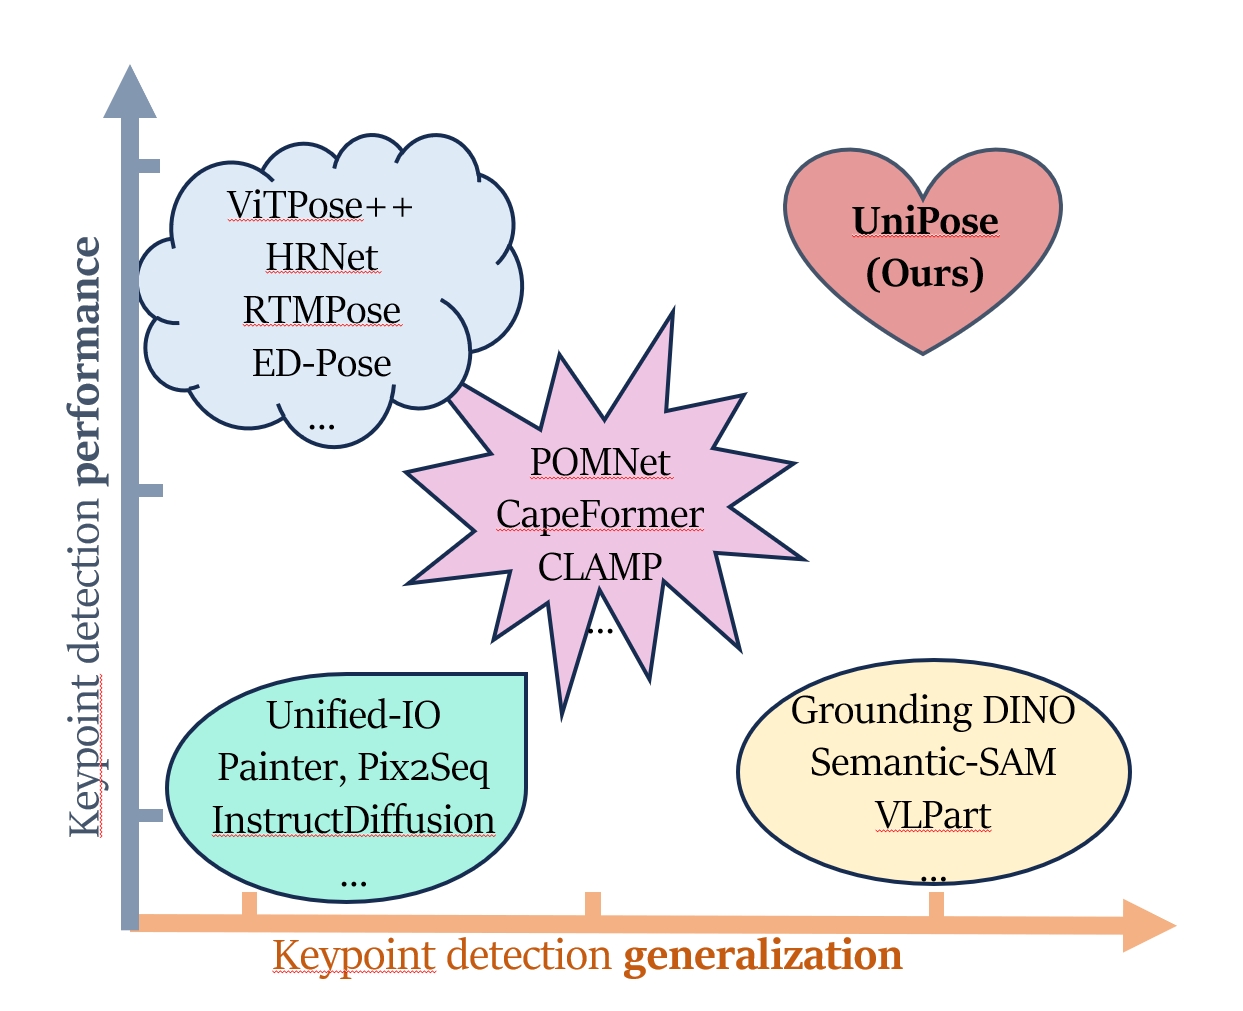 Keypoint detection performance
ViTPose++
HRNet
RTMPose
ED-Pose
...
UniPose
(Ours)
POMNet
CapeFormer
CLAMP
...
Unified-IO
Painter, Pix2Seq
InstructDiffusion
...
Grounding DINO
Semantic-SAM
VLPart
...
Keypoint detection generalization